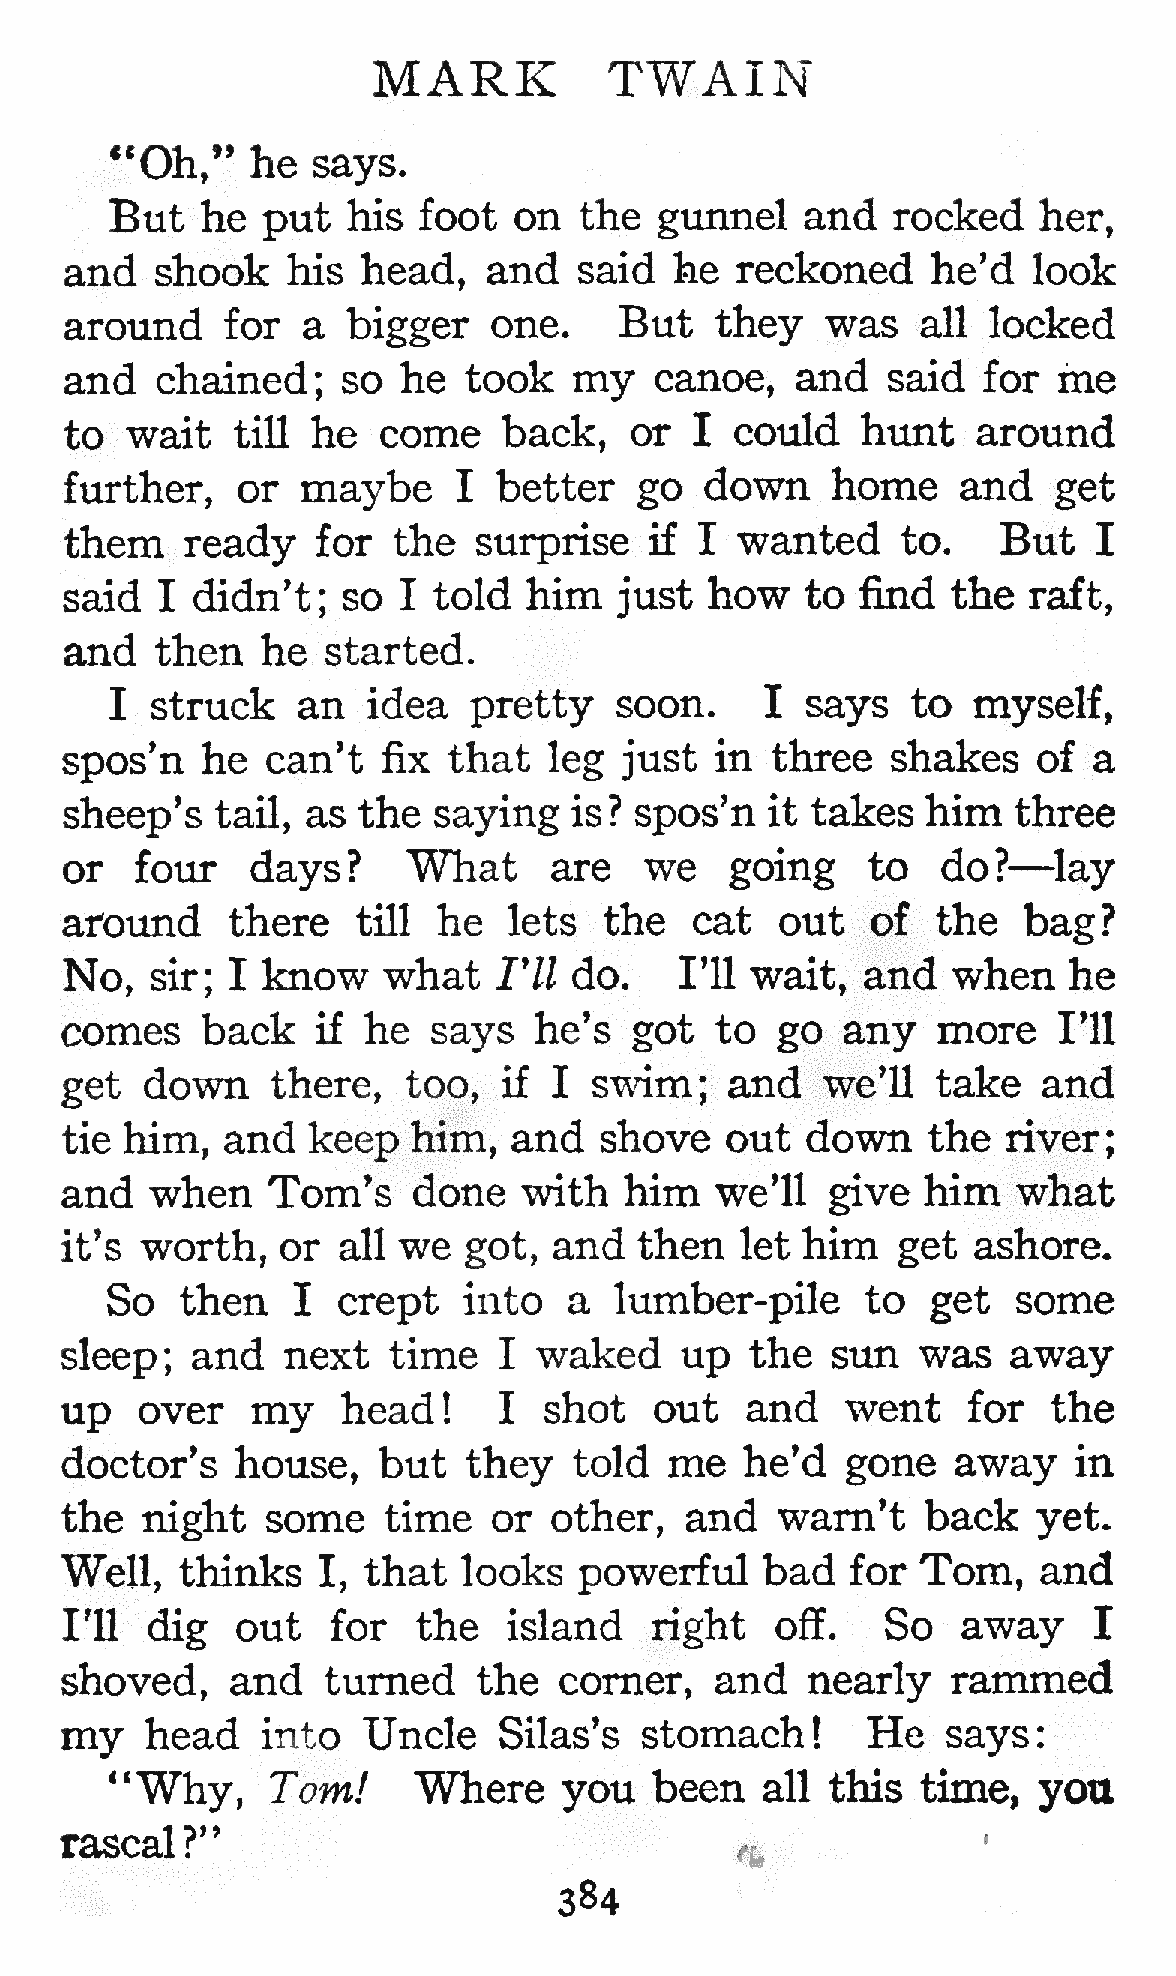 MARK TWAIN
“Oh,” he says.
But he put his foot on the gunnel and rocked her,
and shook his head, and said he reckoned he’d look
around for a bigger one. But they was all locked
and chained; so he took my canoe, and said for me
to wait till he come back, or I could hunt around
further, or maybe I better go down home and get
them ready for the surprise if I wanted to. But I
said I didn’t; so I told him just how to find the raft,
and then he started.
I struck an idea pretty soon. I says to myself,
spos’n he can’t fix that leg just in three shakes of a
sheep’s tail, as the saying is? spos’n it takes him three
or four days? What are we going to do?—lay
around there till he lets the cat out of the bag?
No, sir; I know what I’ll do. I’ll wait, and when he
comes back if he says he’s got to go any more I’ll
get down there, too, if I swim; and we’ll take and
tie him, and keep him, and shove out down the river;
and when Tom’s done with him we’ll give him what
it’s worth, or all we got, and then let him get ashore.
So then I crept into a lumber-pile to get some
sleep; and next time I waked up the sun was away
up over my head! I shot out and went for the
doctor’s house, but they told me he’d gone away in
the night some time or other, and warn’t back yet.
Well, thinks I, that looks powerful bad for Tom, and
I’ll dig out for the island right off. So away I
shoved, and turned the corner, and nearly rammed
my head into Uncle Silas’s stomach! He says:
“Why, Tom! Where you been all this time, you
rascal?”
384